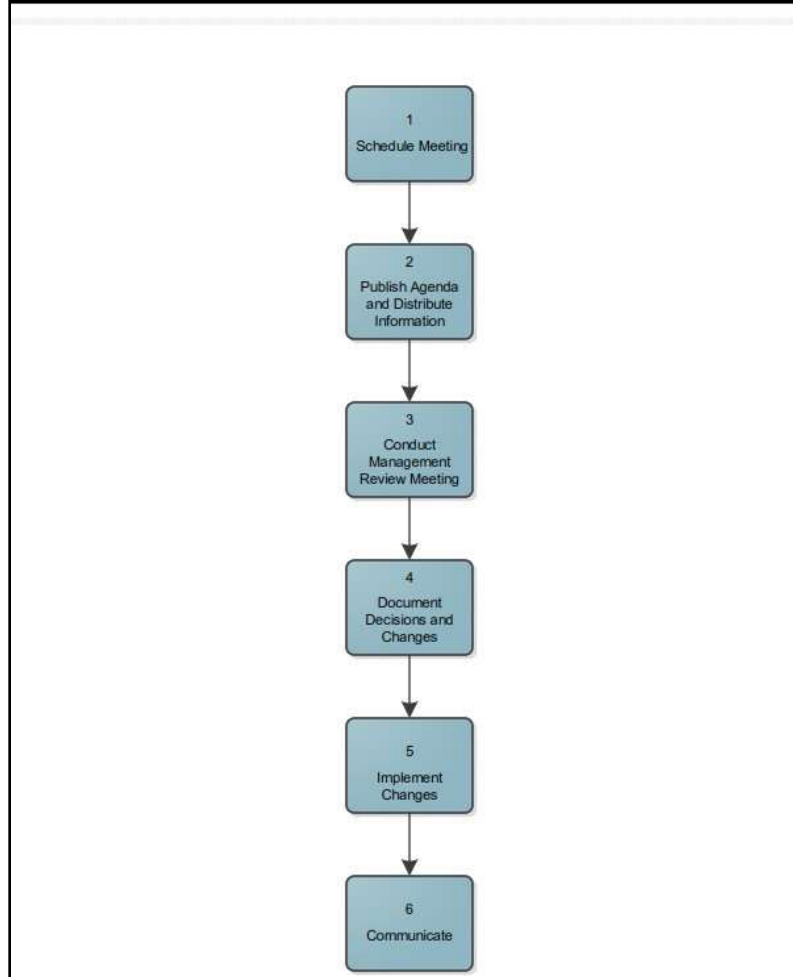 1
Schedule Meeting
2
Publish Agenda
and Distribute
Information
3
Conduct
Management
Review Meeting
4
Document
Decisions and
Changes
5
Implement
Changes
6
Communicate